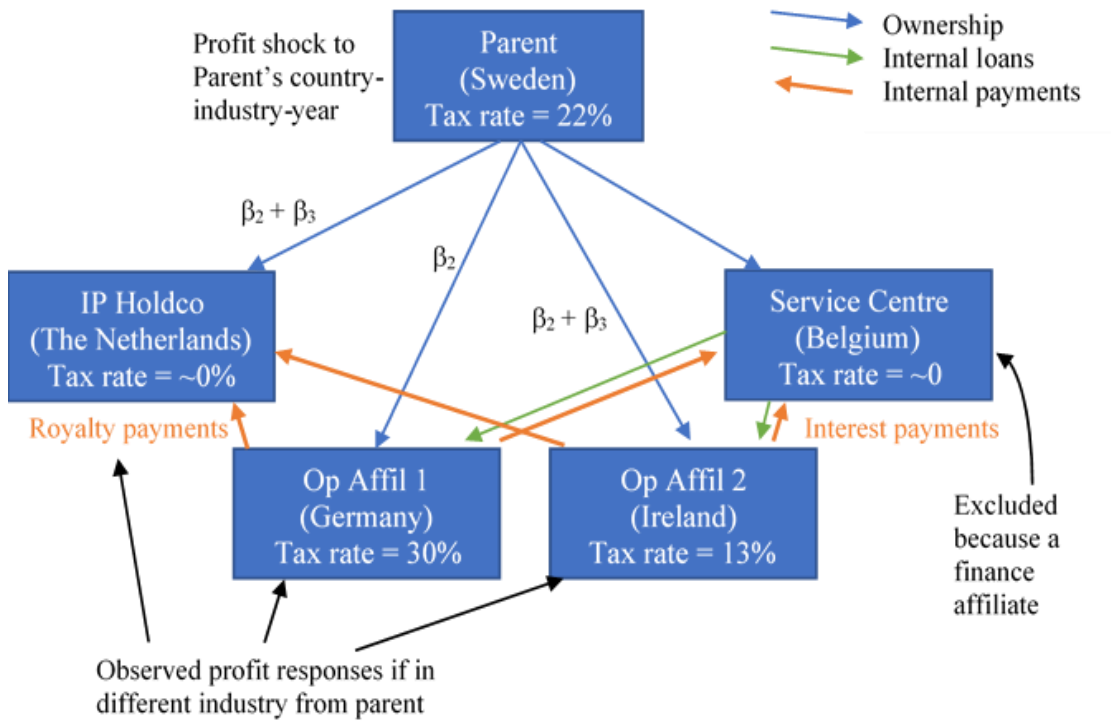 Profit shock to
Parent's country-
industry-year
Parent
(Sweden)
Tax rate = 22%
Ownership
Internal loans
Internal payments
β₂ + β₃
β₂
β₂ + β₃
IP Holdco
(The Netherlands)
Tax rate = ~0%
Service Centre
(Belgium)
Tax rate = ~0
Royalty payments
Interest payments
Op Affil 1
(Germany)
Tax rate = 30%
Op Affil 2
(Ireland)
Tax rate = 13%
Excluded
because a
finance
affiliate
Observed profit responses if in
different industry from parent